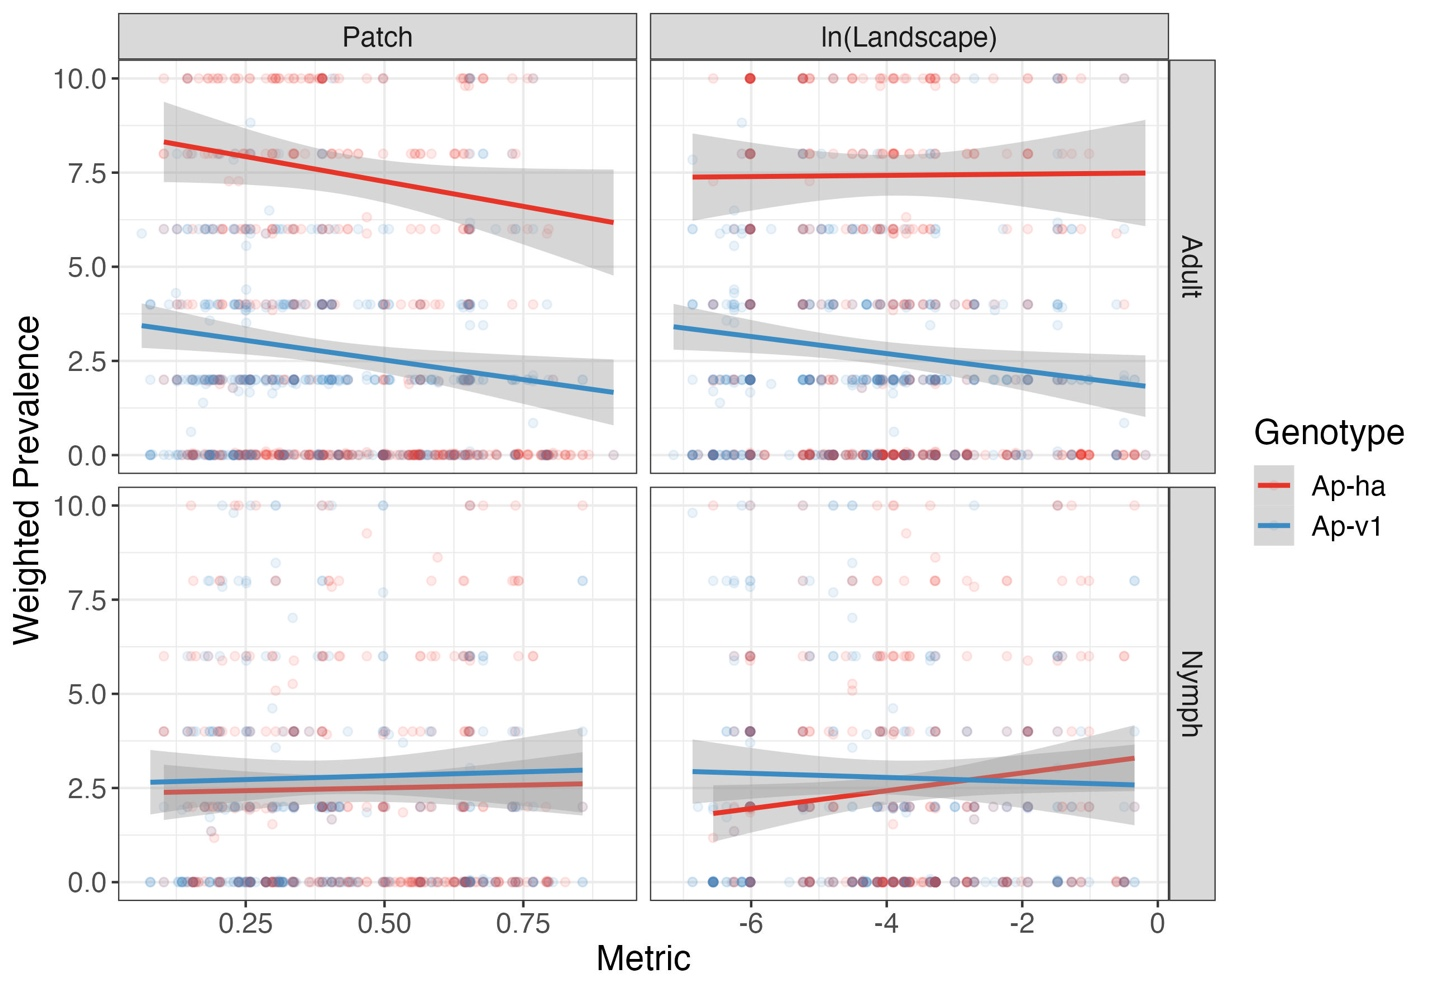 Patch
ln(Landscape)
10.0
7.5
5.0
2.5
0.0
Adult
10.0
7.5
5.0
2.5
0.0
Nymph
Weighted Prevalence
0.25
0.50
0.75
-6
-4
-2
0
Metric
Genotype
Ap-ha
Ap-v1